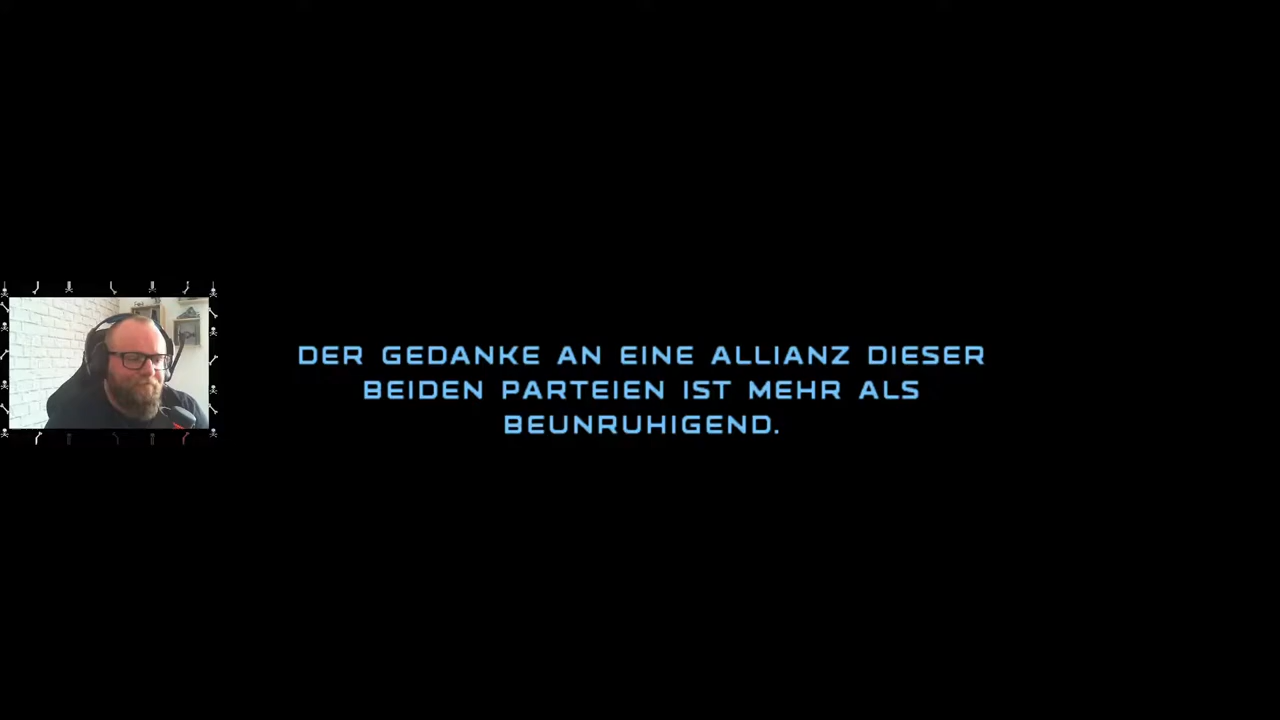 DER GEDANKE AN EINE ALLIANZ DIESER
BEIDEN PARTEIEN IST MEHR ALS
BEUNRUHIGEND.